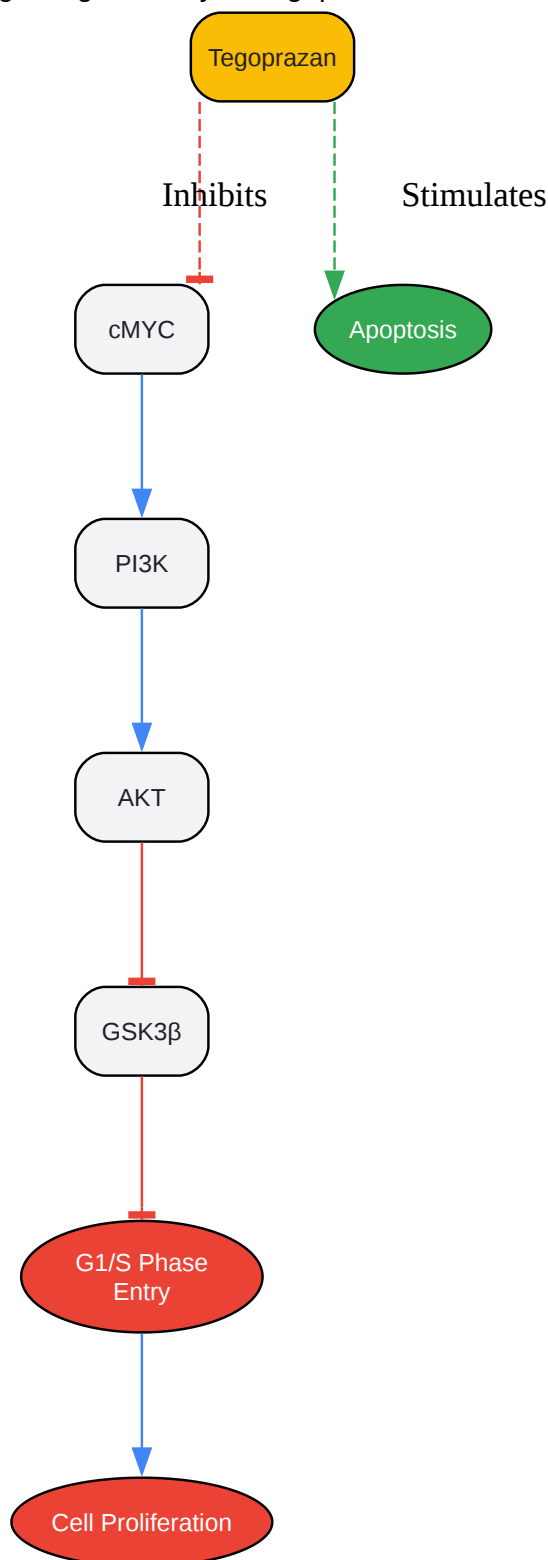 Tegoprazan
Inhibits
Stimulates
cMYC
Apoptosis
PI3K
AKT
GSK3β
G1/S Phase
Entry
Cell Proliferation